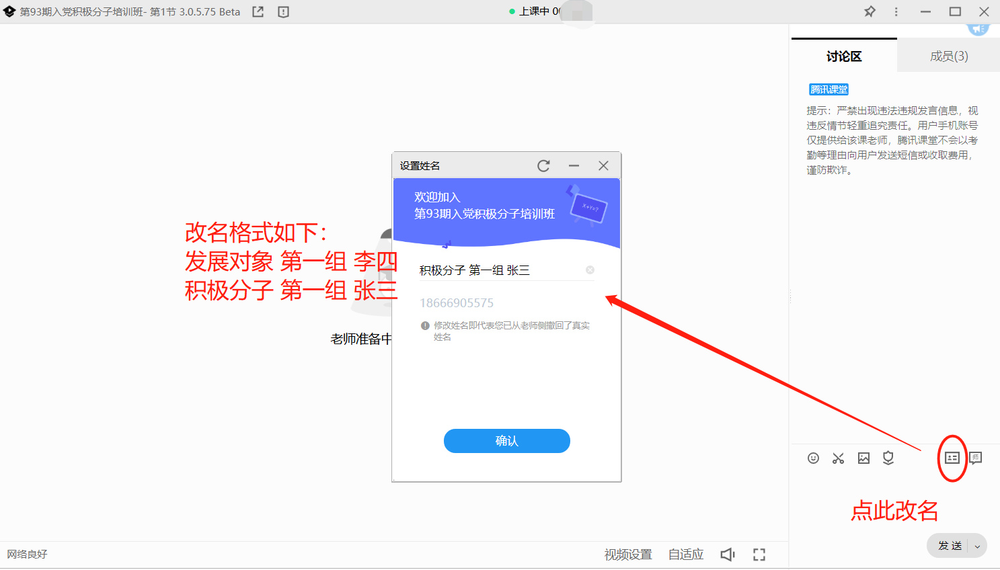 第93期入党积极分子培训班- 第1节 3.0.5.75 Beta
上课中
讨论区
成员(3)
腾讯课堂
提示：严禁出现违法违规发言信息，视
违反情节轻重追究责任。用户手机账号
仅提供给该课老师，腾讯课堂不会以考
勤等理由向用户发送短信或收取费用，
谨防欺诈。
设置姓名
欢迎加入
第93期入党积极分子培训班
X+Y=?
改名格式如下：
发展对象 第一组 李四
积极分子 第一组 张三
积极分子 第一组 张三
18666905575
修改姓名即代表您已从老师侧撤回了真实
姓名
老师准备中
确认
师
点此改名
发送
网络良好
视频设置
自适应